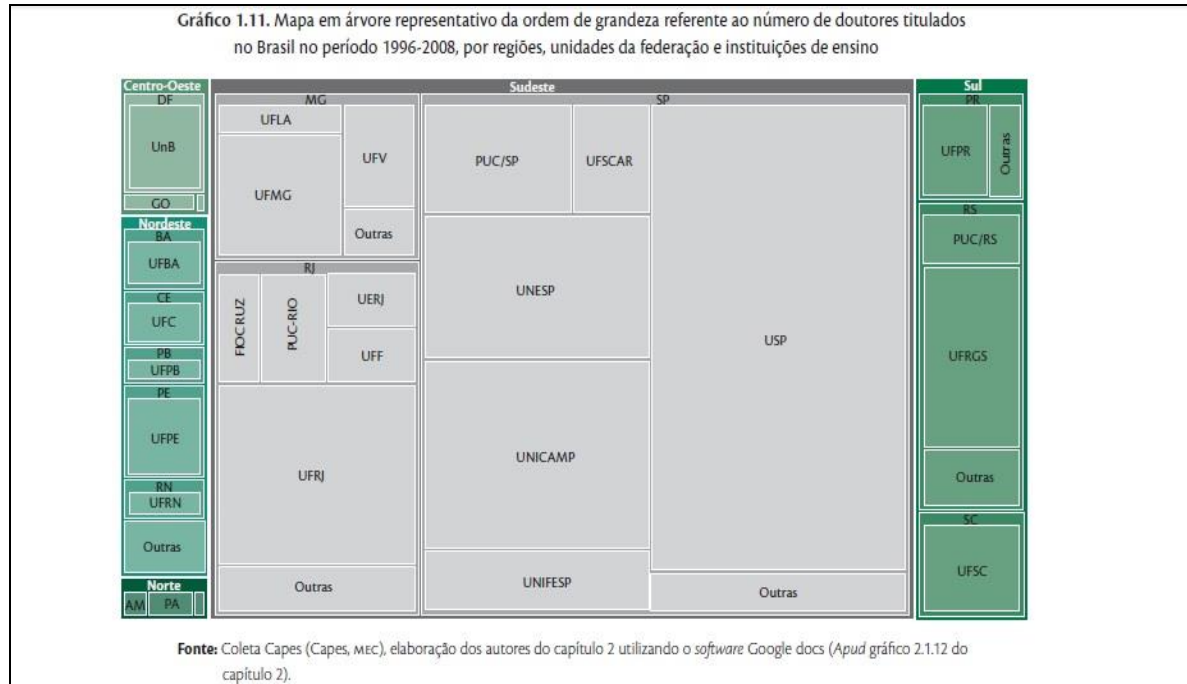 Gráfico 1.11. Mapa em árvore representativo da ordem de grandeza referente ao número de doutores titulados
no Brasil no período 1996-2008, por regiões, unidades da federação e instituições de ensino
Centro-Oeste
DF
UnB
GO
Nordeste
BA
UFBA
CE
UFC
PB
UFPB
PE
UFPE
RN
UFRN
Outras
Norte
AM
PA
Sudeste
MG
UFLA
UFMG
UFV
Outras
RJ
FIOCRUZ
PUC-RIO
UERJ
UFF
UFRJ
Outras
SP
PUC/SP
UFSCAR
UNESP
UNICAMP
UNIFESP
USP
Outras
Sul
PR
UFPR
Outras
RS
PUC/RS
UFRGS
Outras
SC
UFSC
Fonte: Coleta Capes (Capes, MEC), elaboração dos autores do capítulo 2 utilizando o software Google docs (Apud gráfico 2.1.12 do
capítulo 2).